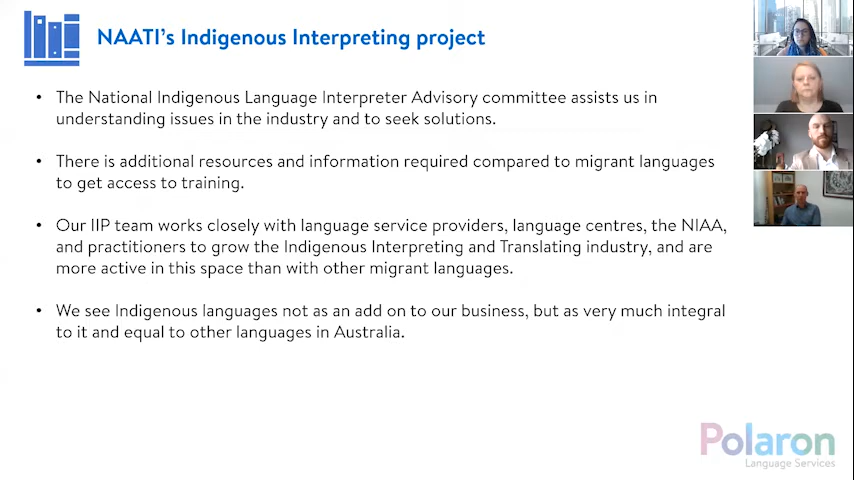 NAATI's Indigenous Interpreting project
• The National Indigenous Language Interpreter Advisory committee assists us in
understanding issues in the industry and to seek solutions.
• There is additional resources and information required compared to migrant languages
to get access to training.
• Our IIP team works closely with language service providers, language centres, the NIAA,
and practitioners to grow the Indigenous Interpreting and Translating industry, and are
more active in this space than with other migrant languages.
• We see Indigenous languages not as an add on to our business, but as very much integral
to it and equal to other languages in Australia.
Polaron
Language Services